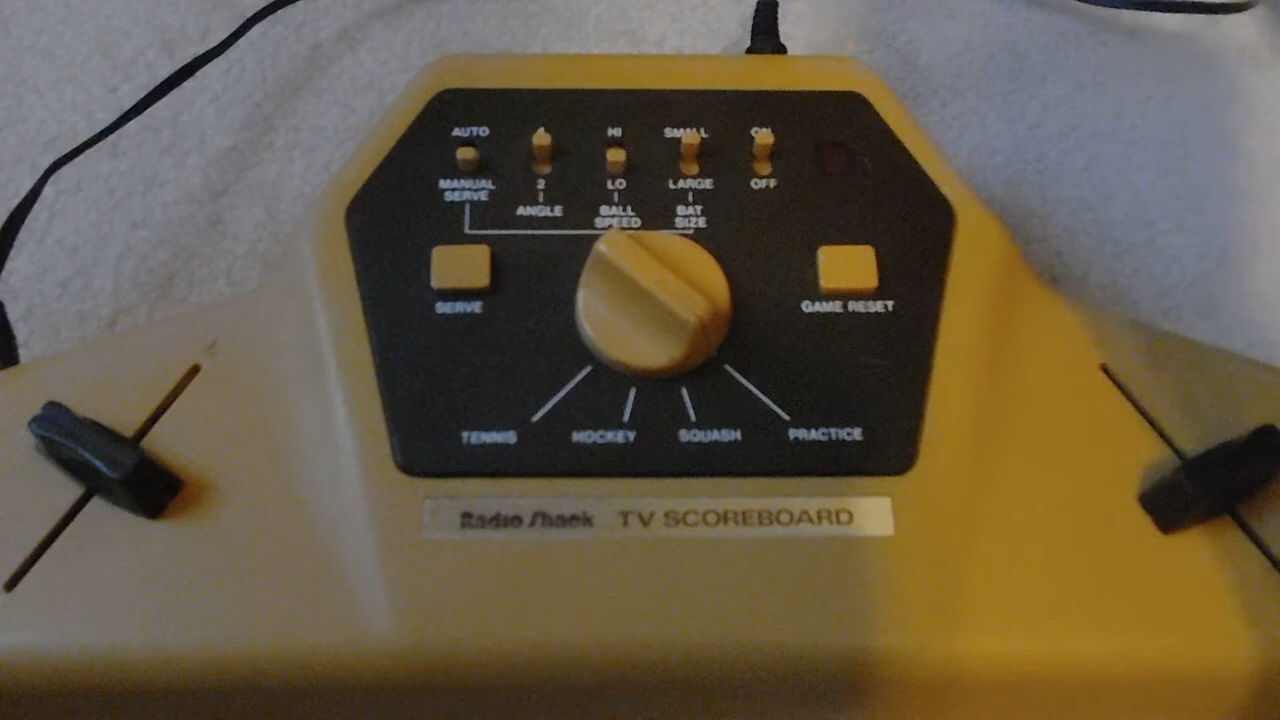 AUTO 1 HI SMALL ON
MANUAL SERVE 2 LO LARGE OFF
ANGLE BALL SPEED BAT SIZE
SERVE GAME RESET
TENNIS HOCKEY SQUASH PRACTICE
Radio Shack TV SCOREBOARD